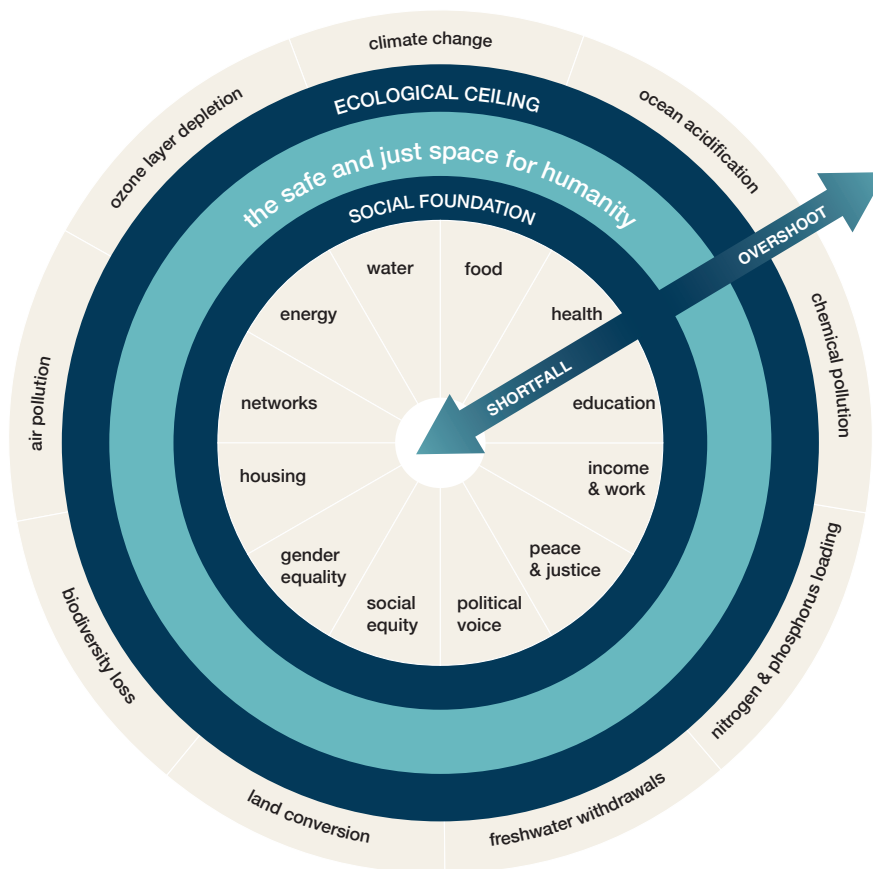 climate change
ocean acidification
chemical pollution
nitrogen & phosphorus loading
freshwater withdrawals
land conversion
biodiversity loss
air pollution
ozone layer depletion
ECOLOGICAL CEILING
the safe and just space for humanity
SOCIAL FOUNDATION
OVERSHOOT
SHORTFALL
water
food
health
education
income
& work
peace
& justice
political
voice
social
equity
gender
equality
housing
networks
energy